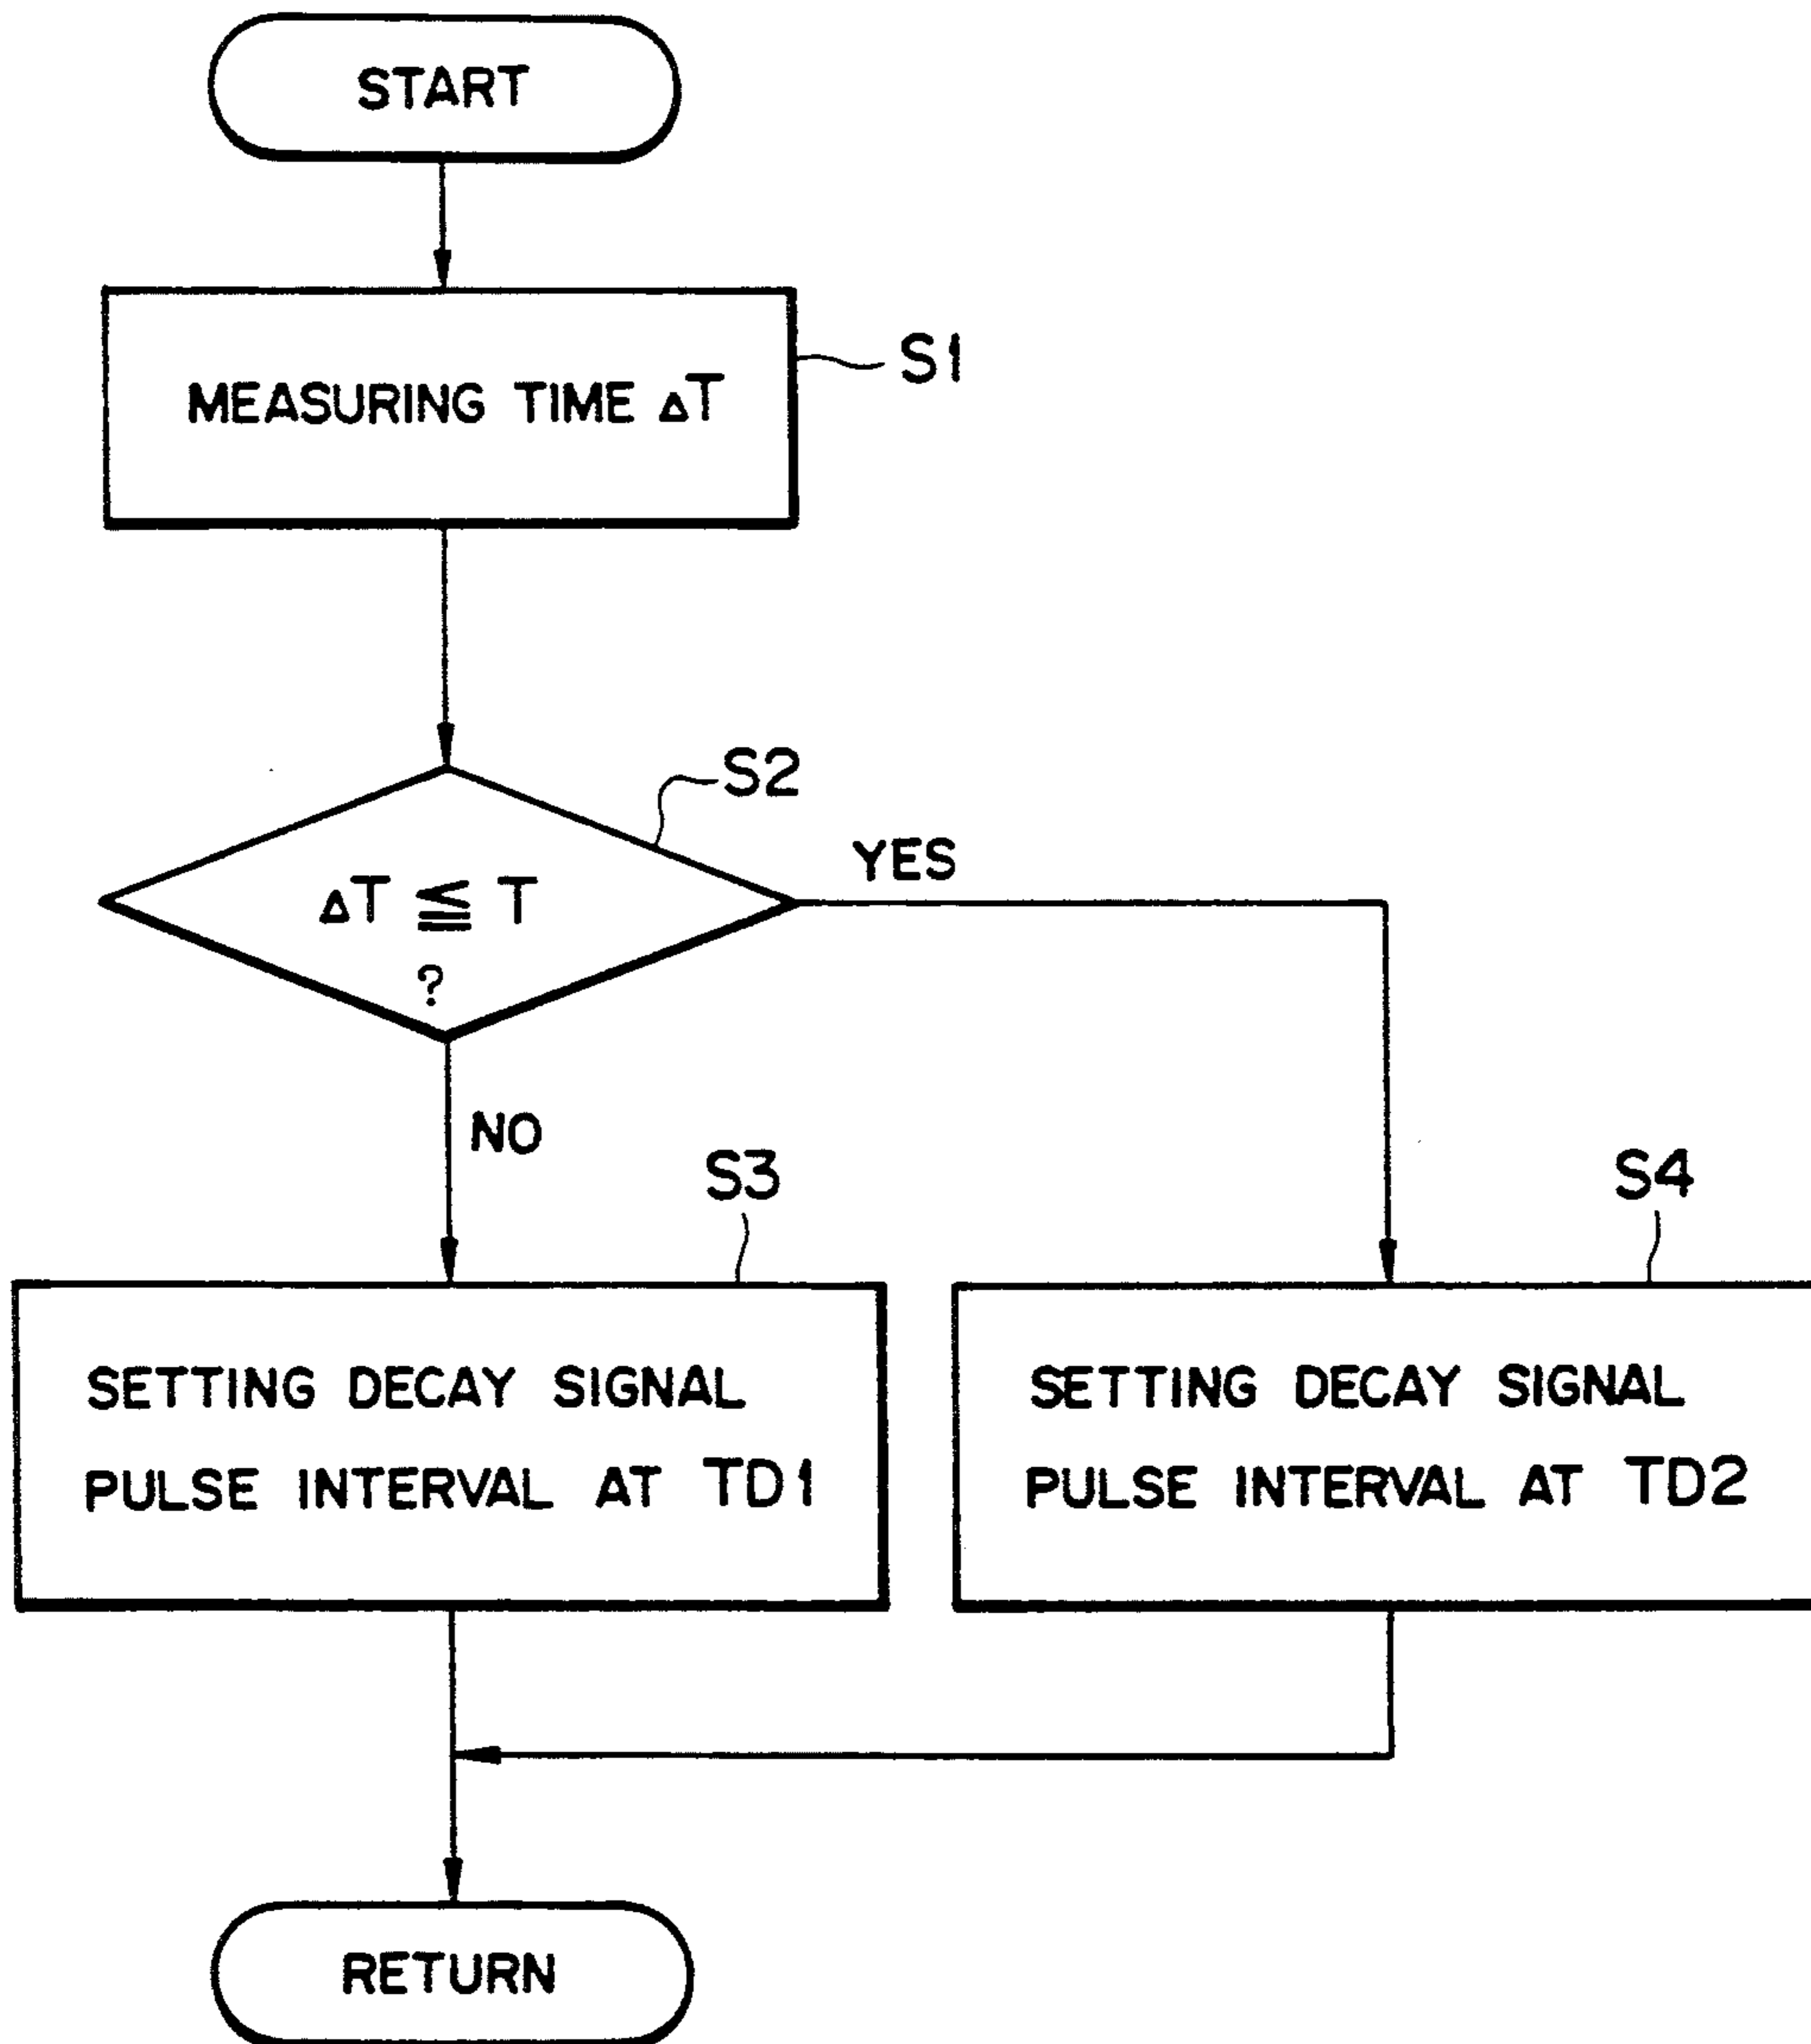 START
MEASURING TIME ΔT
S1
S2
ΔT ≦ T
?
YES
NO
S3
SETTING DECAY SIGNAL
PULSE INTERVAL AT TD1
S4
SETTING DECAY SIGNAL
PULSE INTERVAL AT TD2
RETURN